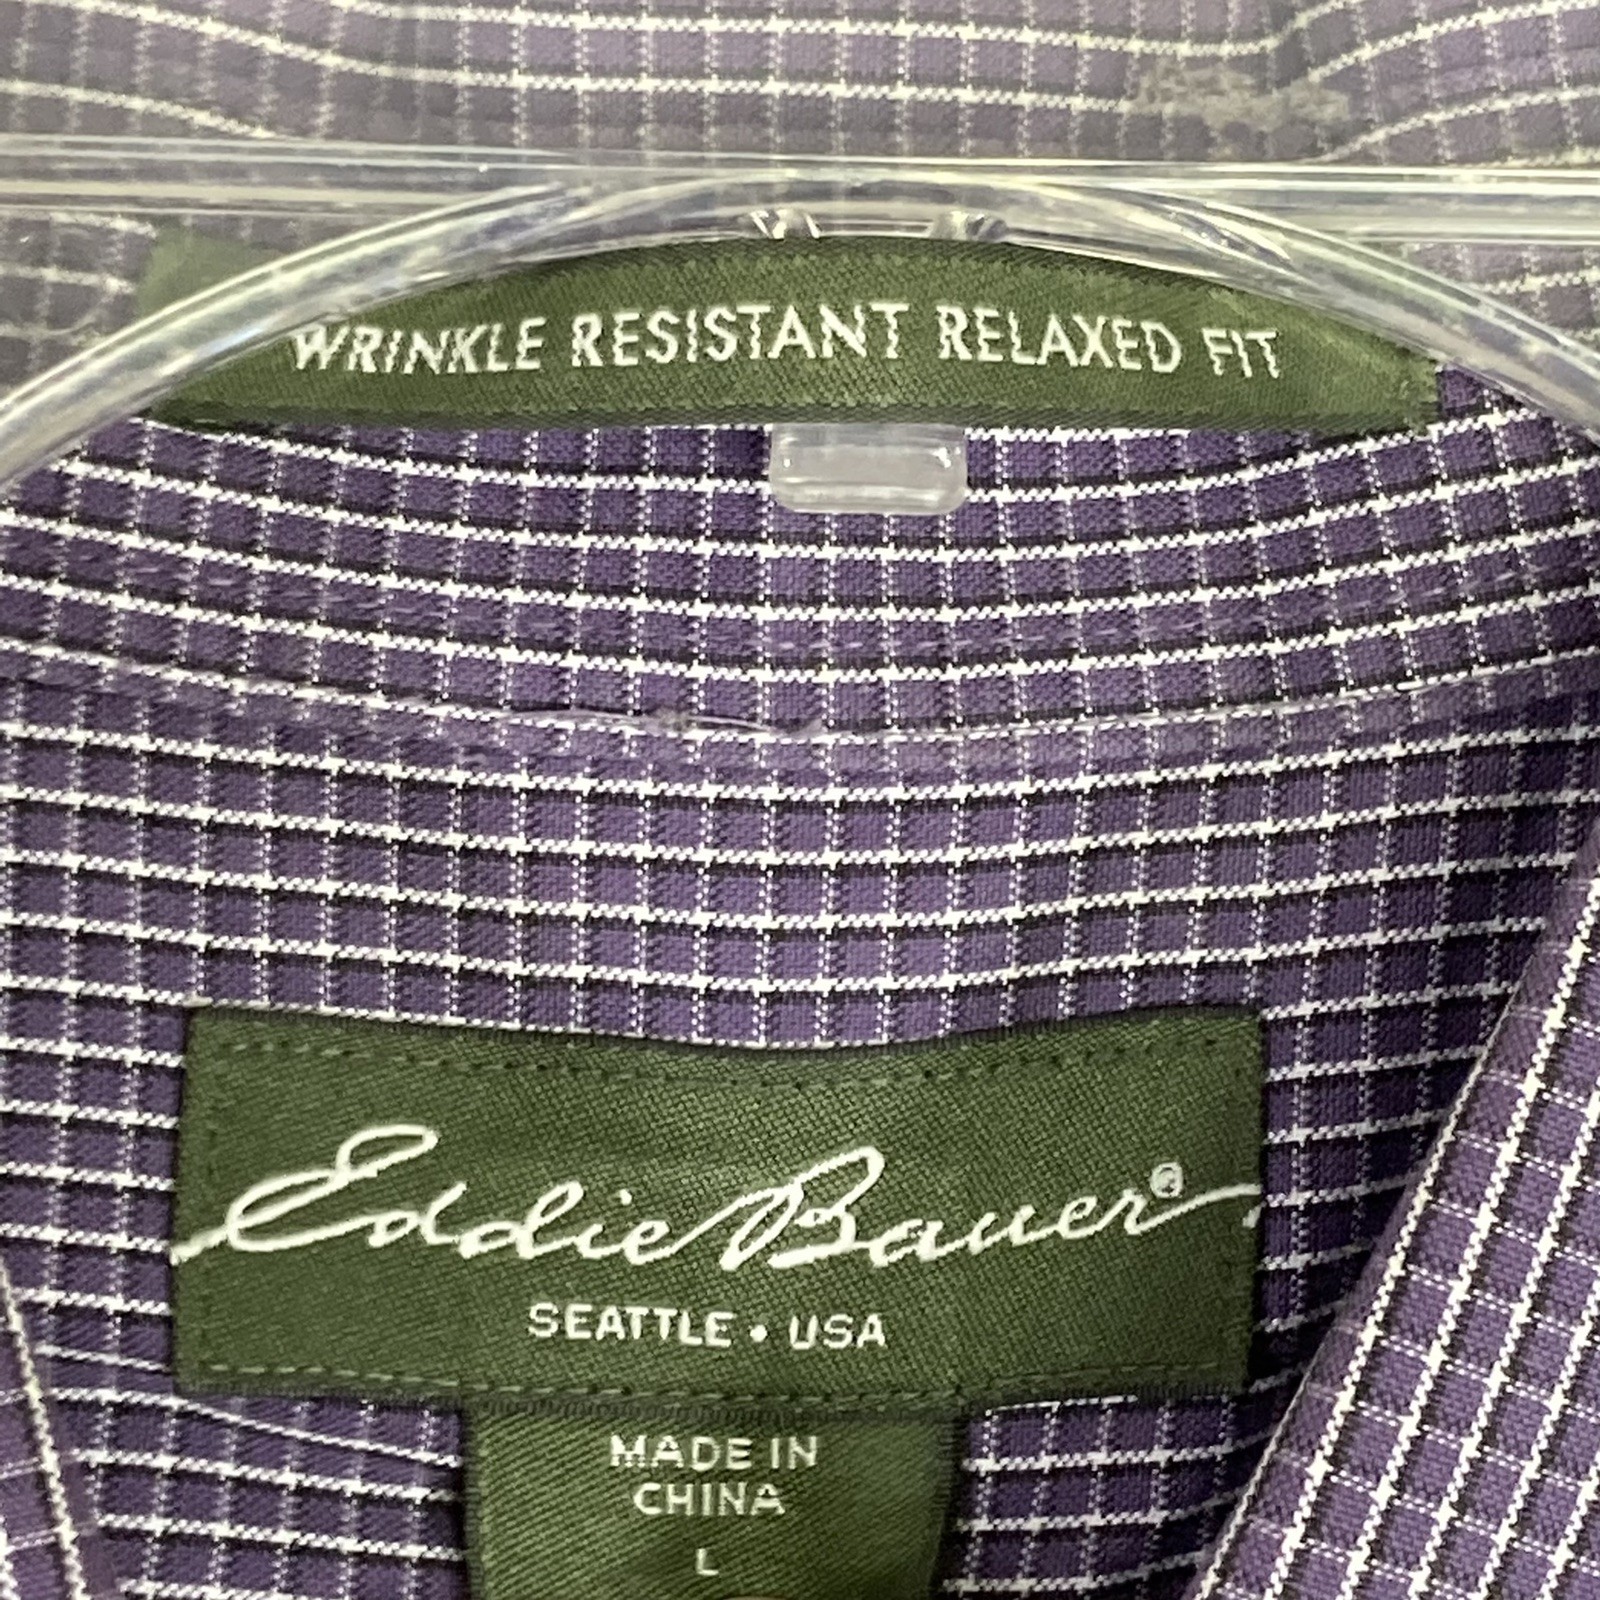 WRINKLE RESISTANT RELAXED FIT
Eddie Bauer®
SEATTLE • USA
MADE IN
CHINA
L